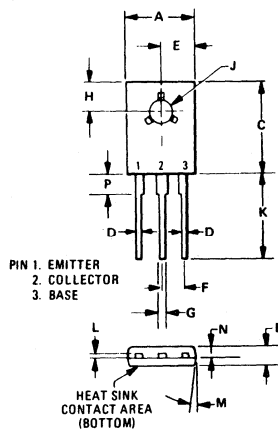 A
E
J
H
C
1 2 3
P
K
D D
F
G
PIN 1. EMITTER
2. COLLECTOR
3. BASE
L
N
M
HEAT SINK
CONTACT AREA
(BOTTOM)